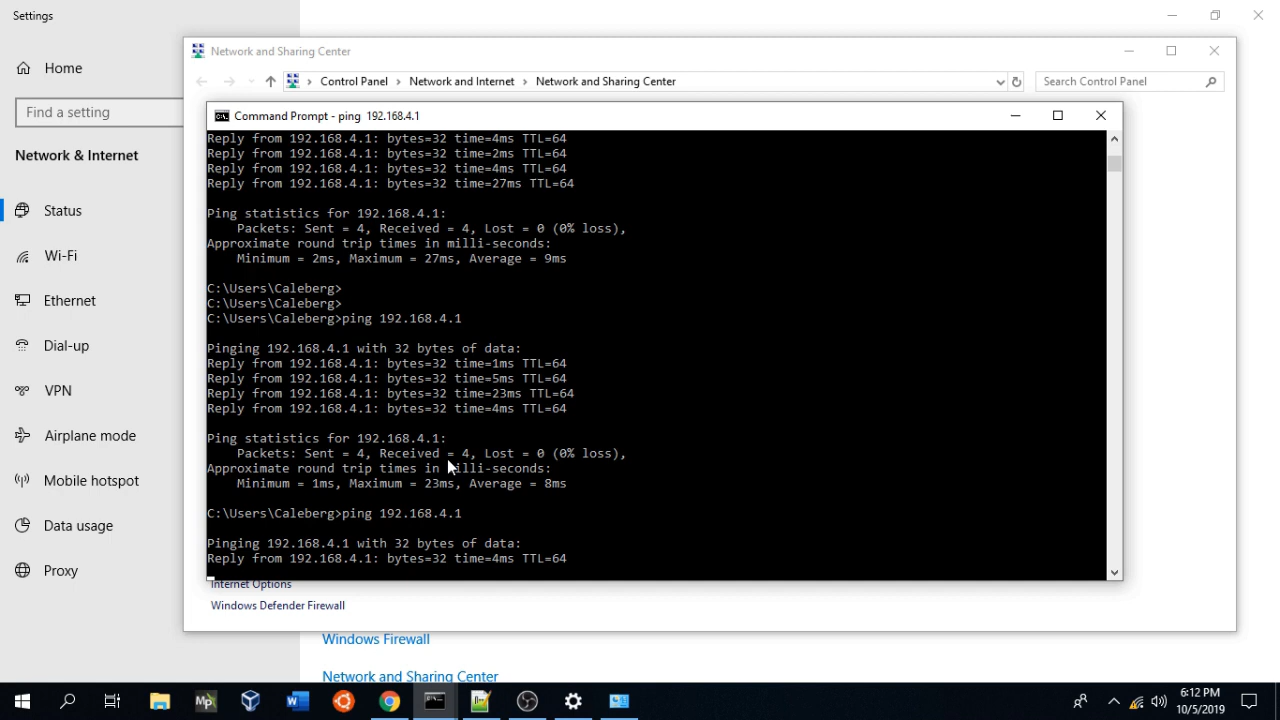 Settings
Home
Find a setting
Network & Internet
Status
Wi-Fi
Ethernet
Dial-up
VPN
Airplane mode
Mobile hotspot
Data usage
Proxy
Network and Sharing Center
Control Panel > Network and Internet > Network and Sharing Center
Search Control Panel
Command Prompt - ping  192.168.4.1
Reply from 192.168.4.1: bytes=32 time=4ms TTL=64
Reply from 192.168.4.1: bytes=32 time=2ms TTL=64
Reply from 192.168.4.1: bytes=32 time=4ms TTL=64
Reply from 192.168.4.1: bytes=32 time=27ms TTL=64
Ping statistics for 192.168.4.1:
Packets: Sent = 4, Received = 4, Lost = 0 (0% loss),
Approximate round trip times in milli-seconds:
Minimum = 2ms, Maximum = 27ms, Average = 9ms
C:\Users\Caleberg>
C:\Users\Caleberg>
C:\Users\Caleberg>ping 192.168.4.1
Pinging 192.168.4.1 with 32 bytes of data:
Reply from 192.168.4.1: bytes=32 time=1ms TTL=64
Reply from 192.168.4.1: bytes=32 time=5ms TTL=64
Reply from 192.168.4.1: bytes=32 time=23ms TTL=64
Reply from 192.168.4.1: bytes=32 time=4ms TTL=64
Ping statistics for 192.168.4.1:
Packets: Sent = 4, Received = 4, Lost = 0 (0% loss),
Approximate round trip times in milli-seconds:
Minimum = 1ms, Maximum = 23ms, Average = 8ms
C:\Users\Caleberg>ping 192.168.4.1
Pinging 192.168.4.1 with 32 bytes of data:
Reply from 192.168.4.1: bytes=32 time=4ms TTL=64
Internet Options
Windows Defender Firewall
Windows Firewall
Network and Sharing Center
6:12 PM
10/5/2019